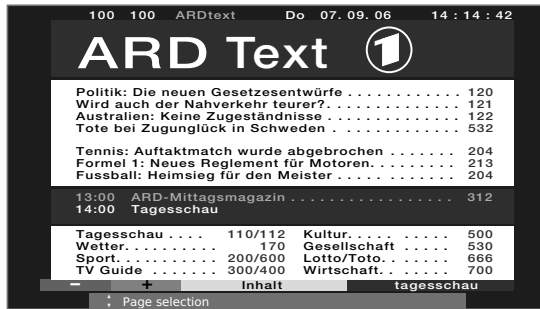 100 100 ARDtext Do 07. 09. 06 14 : 14 : 42
ARD Text 1
Politik: Die neuen Gesetzesentwürfe . . . . . . . . . . . . 120
Wird auch der Nahverkehr teurer?. . . . . . . . . . . . . . 121
Australien: Keine Zugeständnisse . . . . . . . . . . . . . 122
Tote bei Zugunglück in Schweden . . . . . . . . . . . . . 532
Tennis: Auftaktmatch wurde abgebrochen . . . . . . . 204
Formel 1: Neues Reglement für Motoren. . . . . . . . . 213
Fussball: Heimsieg für den Meister . . . . . . . . . . . . 204
13:00 ARD-Mittagsmagazin . . . . . . . . . . . . . . . . . 312
14:00 Tagesschau
Tagesschau . . . . 110/112 Kultur. . . . . . . . . 500
Wetter. . . . . . . . . . 170 Gesellschaft . . . . . 530
Sport. . . . . . . . . . . 200/600 Lotto/Toto. . . . . . . 666
TV Guide . . . . . . . 300/400 Wirtschaft. . . . . . . 700
− + Inhalt tagesschau
Page selection